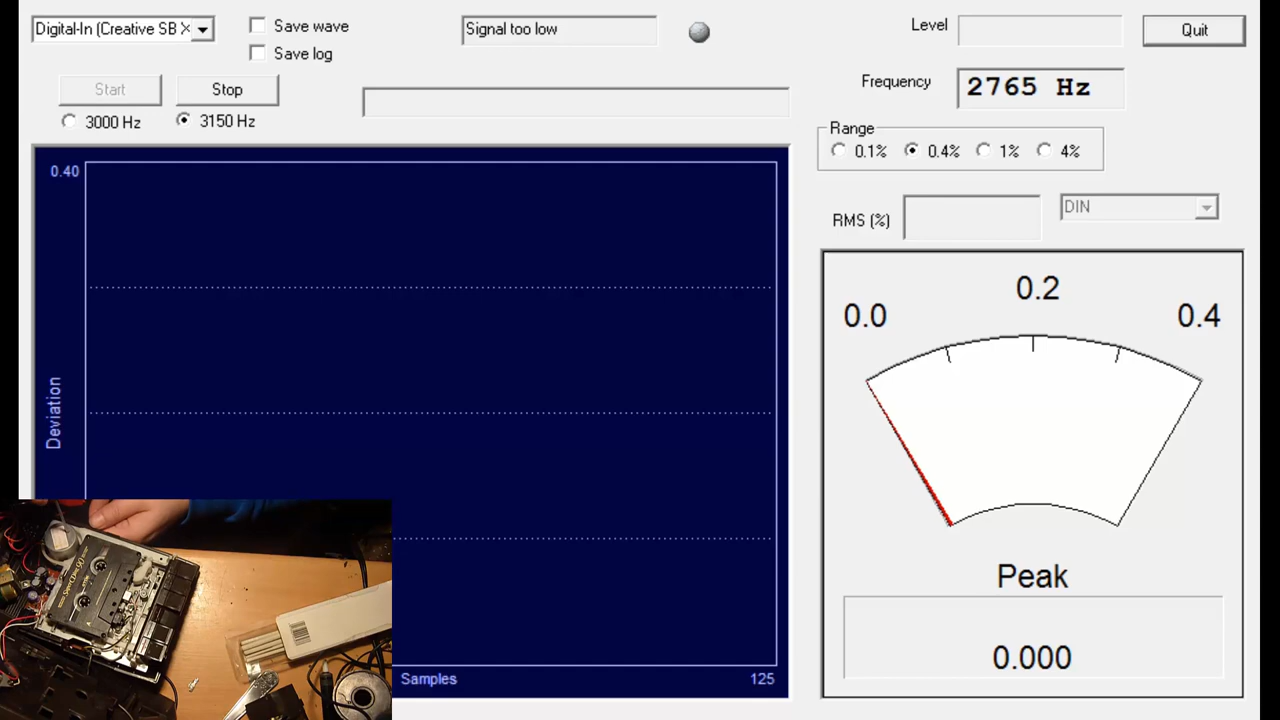 Digital-In (Creative SB X
Save wave
Save log
Signal too low
Level
Quit
Start
Stop
Frequency
2765 Hz
3000 Hz
3150 Hz
Range
0.1%
0.4%
1%
4%
RMS (%)
DIN
0.40
Deviation
Samples
125
0.0
0.2
0.4
Peak
0.000